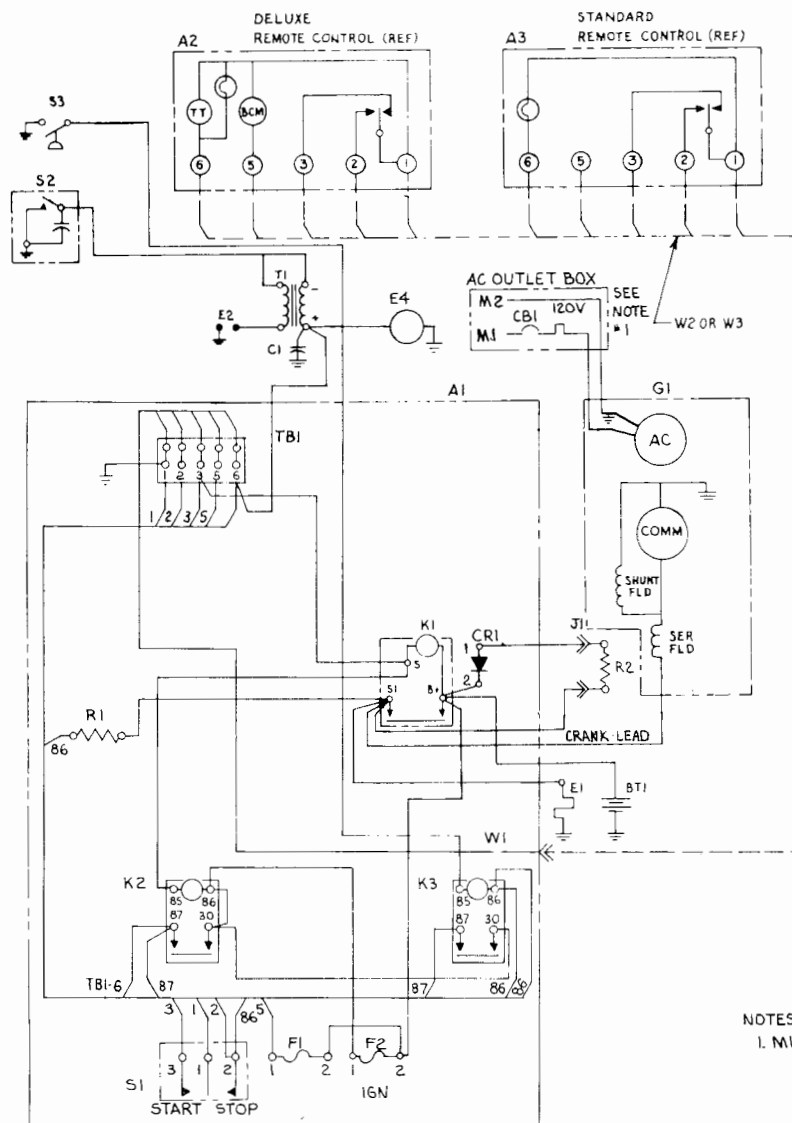 DELUXE
REMOTE CONTROL (REF)
STANDARD
REMOTE CONTROL (REF)
A2
A3
TT
BCM
6
5
3
2
1
6
5
3
2
1
S3
S2
T1
-
+
E2
C1
E4
AC OUTLET BOX
M2
CB1
120V
M1
SEE
NOTE
#1
W2 OR W3
A1
G1
TB1
1 2 3 5 6
1 2 3 5
AC
COMM
SHUNT
FLD
SER
FLD
J1
R2
K1
S
S1
B+
CR1
1
2
CRANK LEAD
R1
86
E1
BT1
W1
K2
85
86
87
30
K3
85
86
87
30
TB1-6
87
87
86
86
3 1 2 86 5
F1
1
2
F2
1
2
IGN
S1
3
1
2
START
STOP
NOTES
1. MI